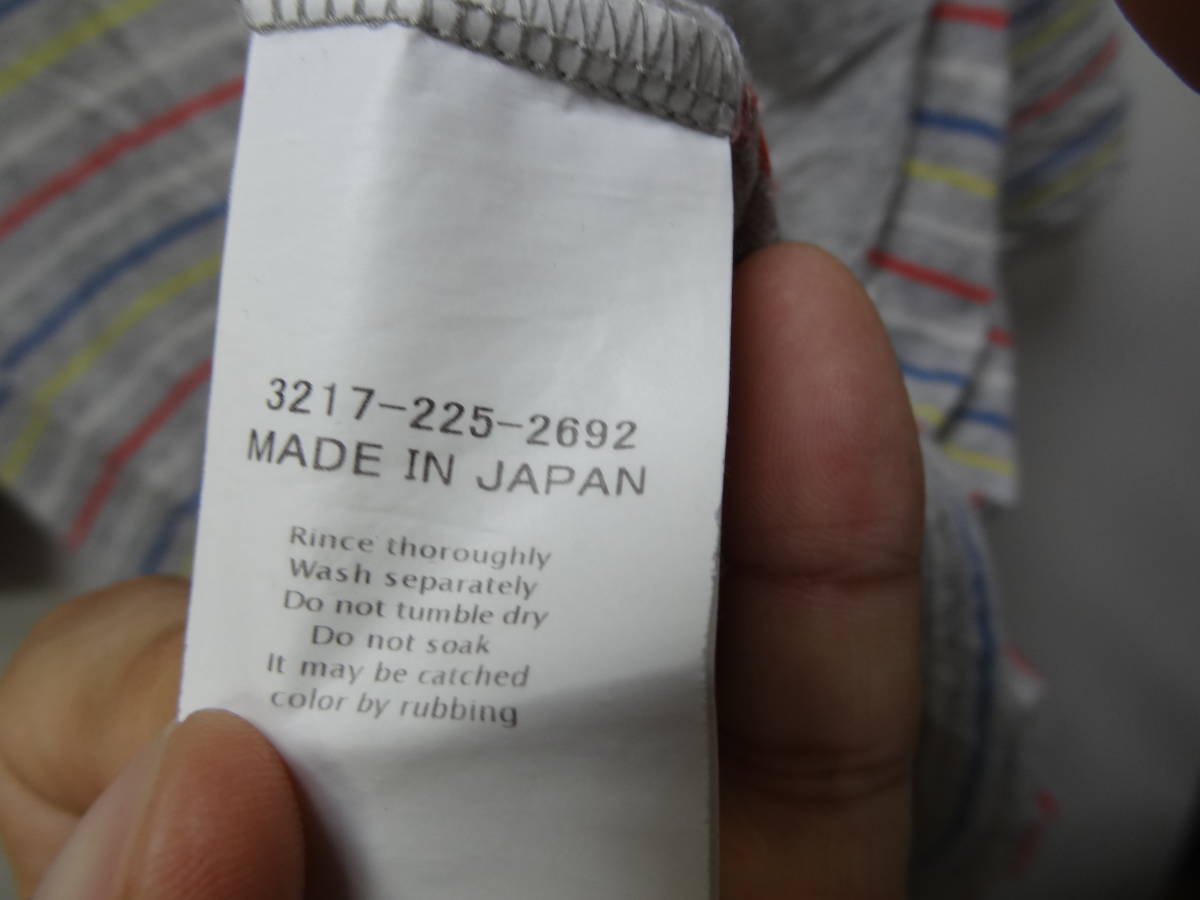 3217-225-2692
MADE IN JAPAN
Rince thoroughly
Wash separately
Do not tumble dry
Do not soak
It may be catched
color by rubbing